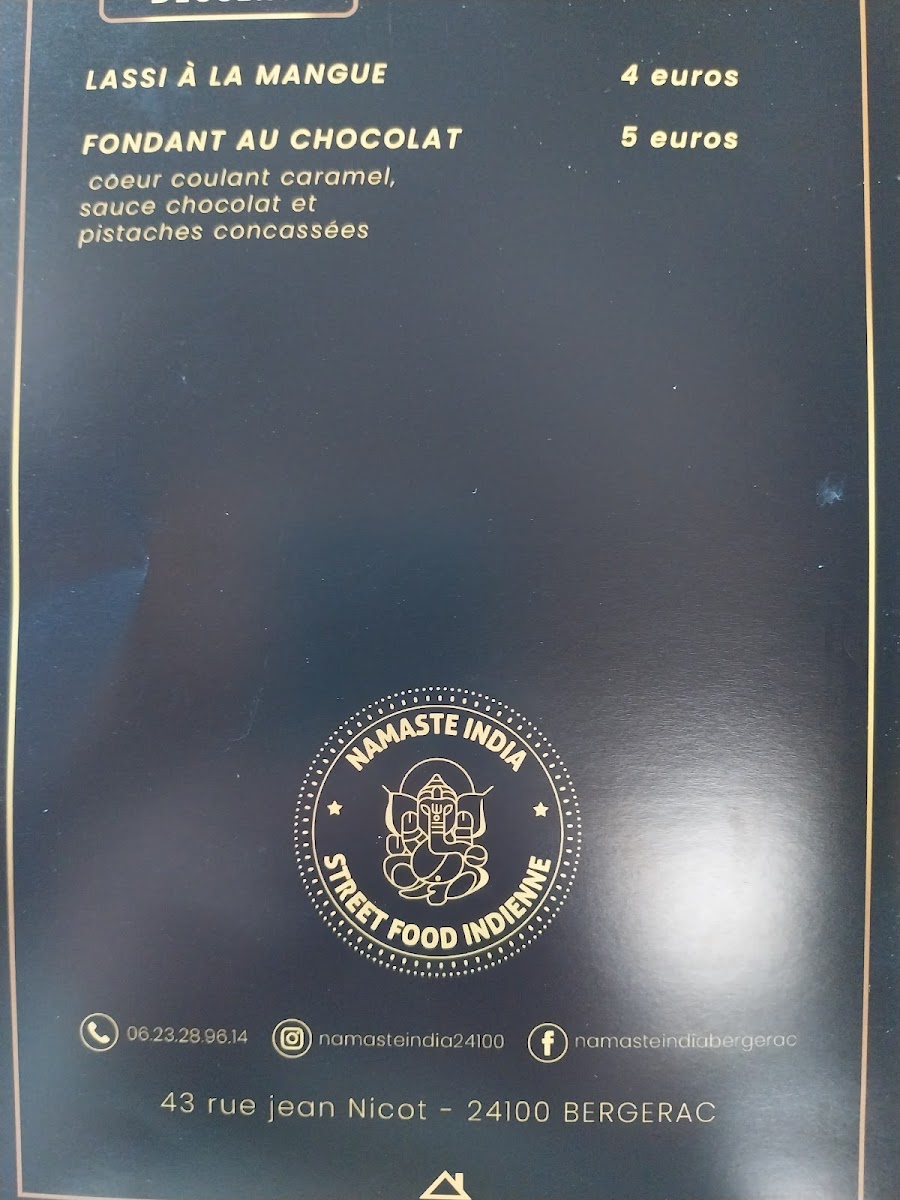 LASSI À LA MANGUE 4 euros
FONDANT AU CHOCOLAT 5 euros
coeur coulant caramel,
sauce chocolat et
pistaches concassées
NAMASTE INDIA
STREET FOOD INDIENNE
06.23.28.96.14 namasteindia24100 namasteindiabergerac
43 rue jean Nicot - 24100 BERGERAC